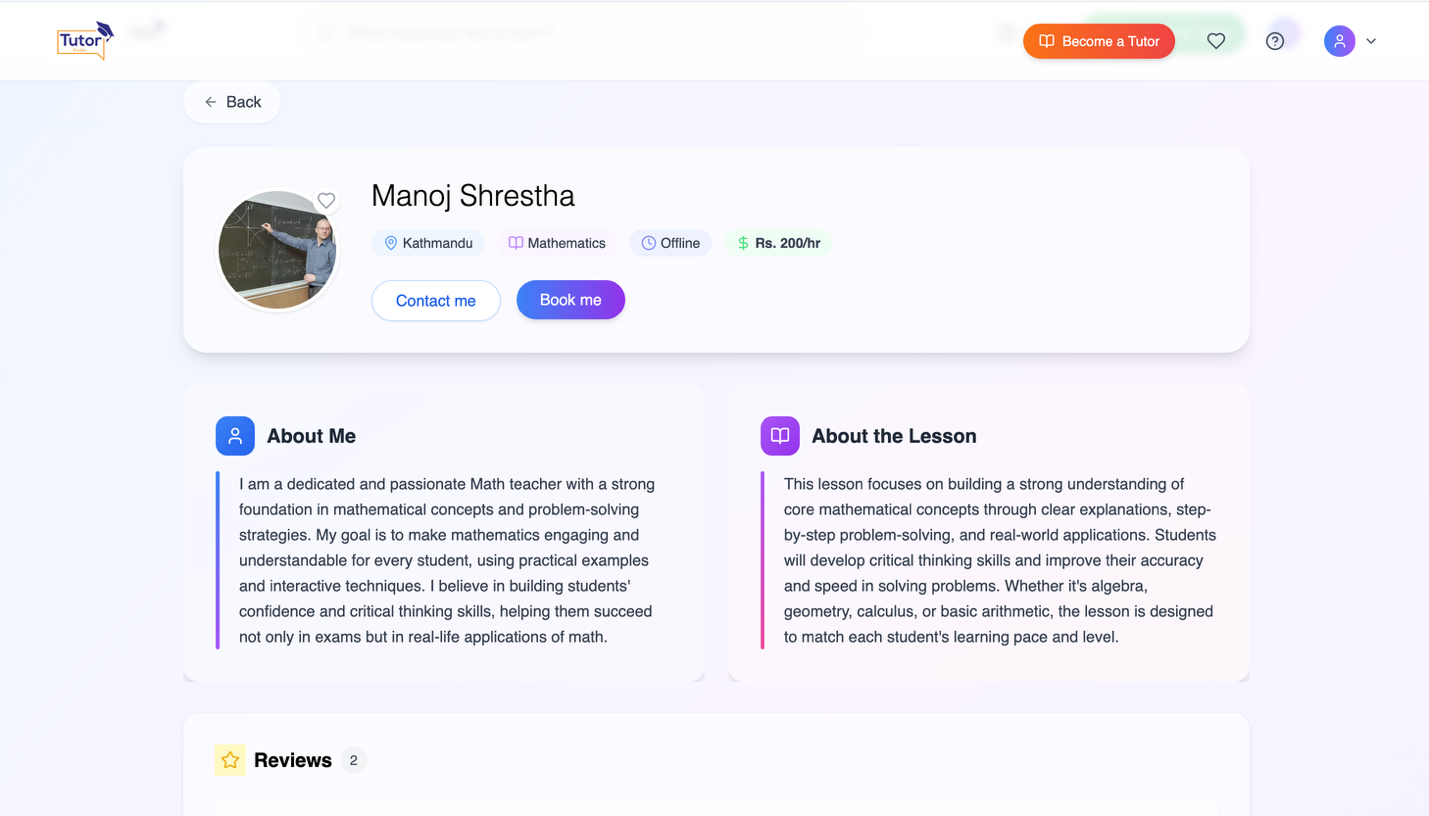 Tutor
Become a Tutor
Back
Manoj Shrestha
Kathmandu
Mathematics
Offline
Rs. 200/hr
Contact me
Book me
About Me
I am a dedicated and passionate Math teacher with a strong
foundation in mathematical concepts and problem-solving
strategies. My goal is to make mathematics engaging and
understandable for every student, using practical examples
and interactive techniques. I believe in building students'
confidence and critical thinking skills, helping them succeed
not only in exams but in real-life applications of math.
About the Lesson
This lesson focuses on building a strong understanding of
core mathematical concepts through clear explanations, step-
by-step problem-solving, and real-world applications. Students
will develop critical thinking skills and improve their accuracy
and speed in solving problems. Whether it's algebra,
geometry, calculus, or basic arithmetic, the lesson is designed
to match each student's learning pace and level.
Reviews
2